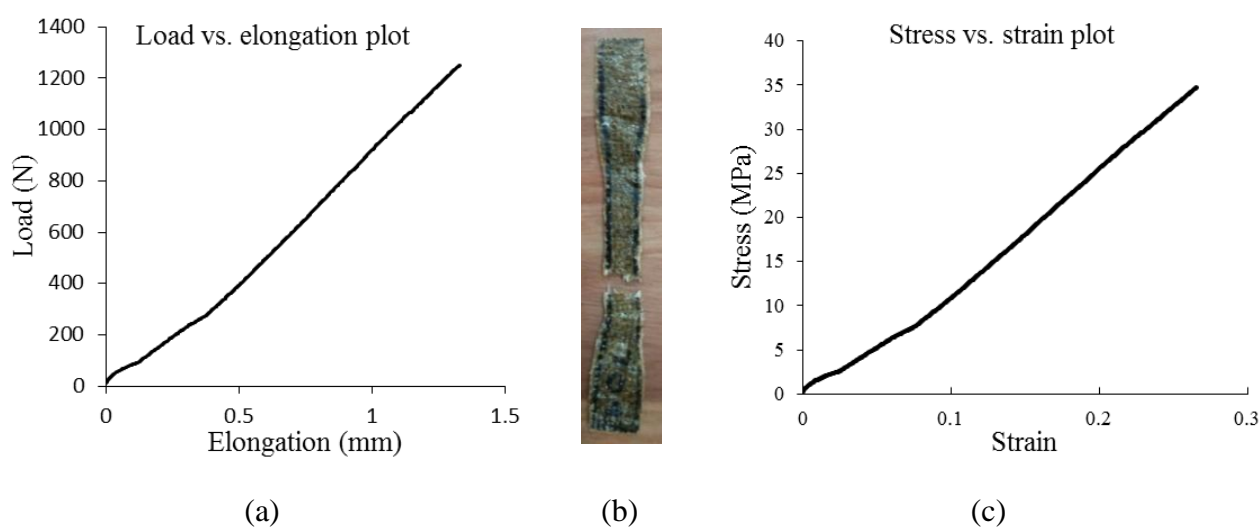 Load vs. elongation plot
1400
1200
1000
800
600
400
200
0
Load (N)
0 0.5 1 1.5
Elongation (mm)
(a)
(b)
Stress vs. strain plot
40
35
30
25
20
15
10
5
0
Stress (MPa)
0 0.1 0.2 0.3
Strain
(c)